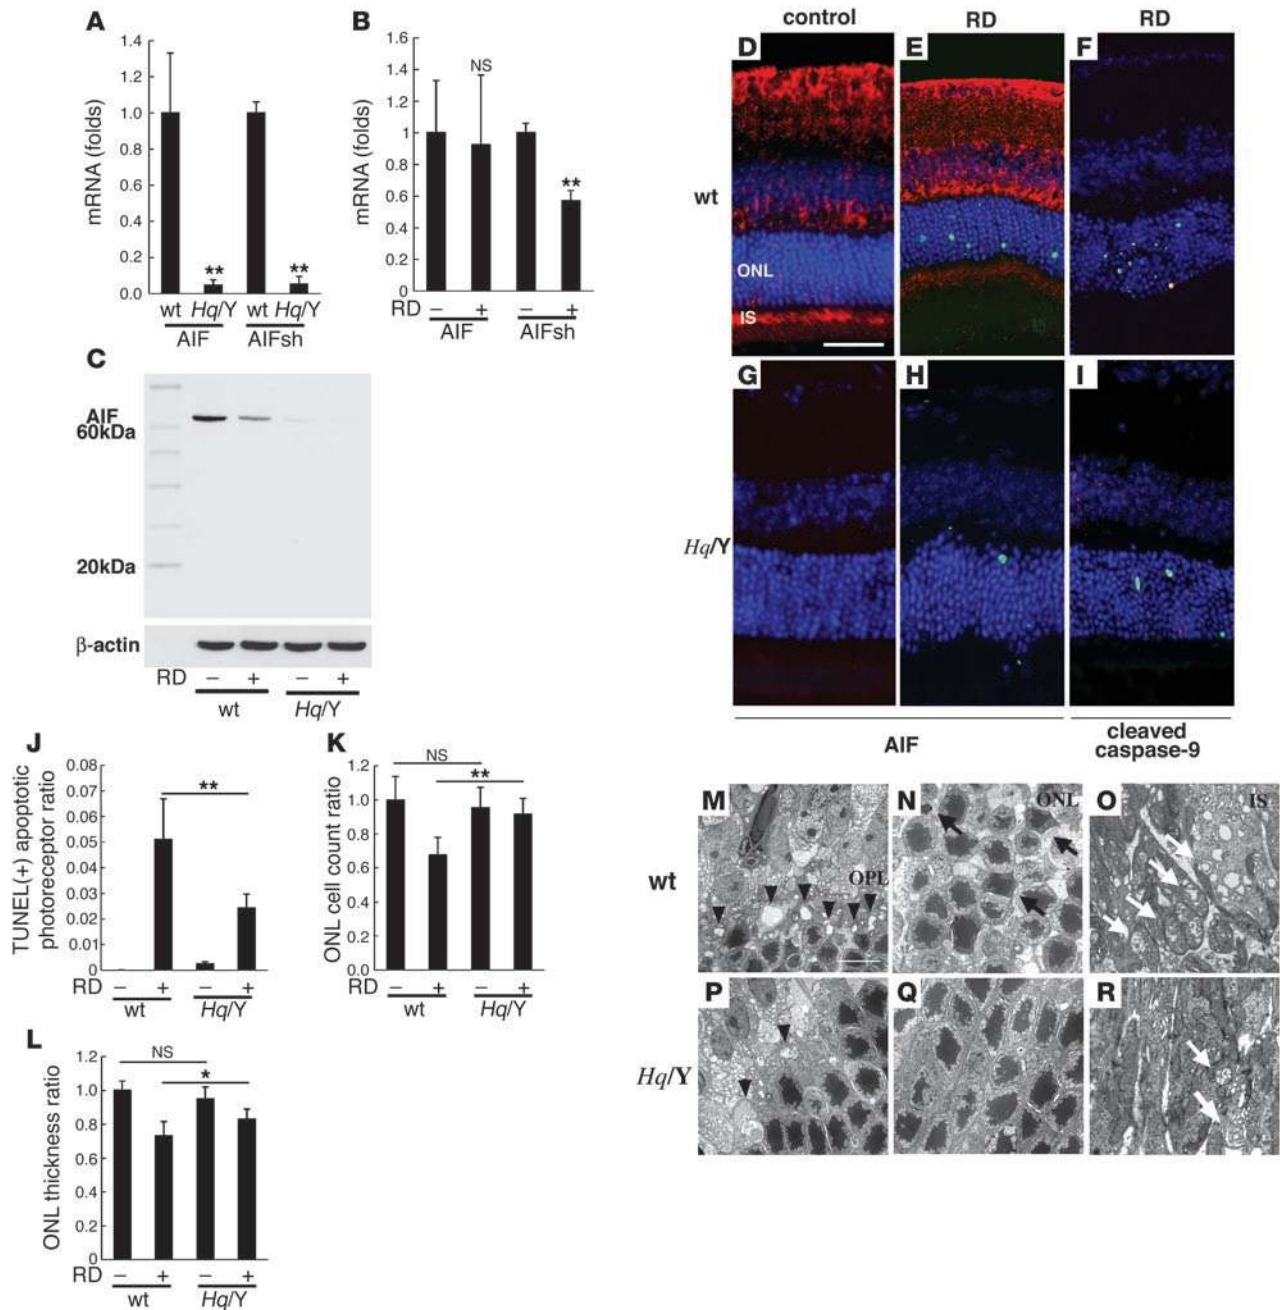 A
mRNA (folds)
1.4
1.2
1.0
0.8
0.6
0.4
0.2
0.0
**
**
wt Hq/Y wt Hq/Y
AIF AIFsh
B
mRNA (folds)
1.4
1.2
1
0.8
0.6
0.4
0.2
0
NS
**
RD – + – +
AIF AIFsh
C
AIF
60kDa
20kDa
β-actin
RD – + – +
wt Hq/Y
control RD RD
D E F
wt
ONL
IS
G H I
Hq/Y
AIF
cleaved
caspase-9
J
TUNEL(+) apoptotic
photoreceptor ratio
0.08
0.07
0.06
0.05
0.04
0.03
0.02
0.01
0
**
RD – + – +
wt Hq/Y
K
ONL cell count ratio
1.2
1.0
0.8
0.6
0.4
0.2
0.0
NS
**
RD – + – +
wt Hq/Y
L
ONL thickness ratio
1.2
1.0
0.8
0.6
0.4
0.2
0
NS
*
RD – + – +
wt Hq/Y
M N ONL O IS
wt
OPL
P Q R
Hq/Y